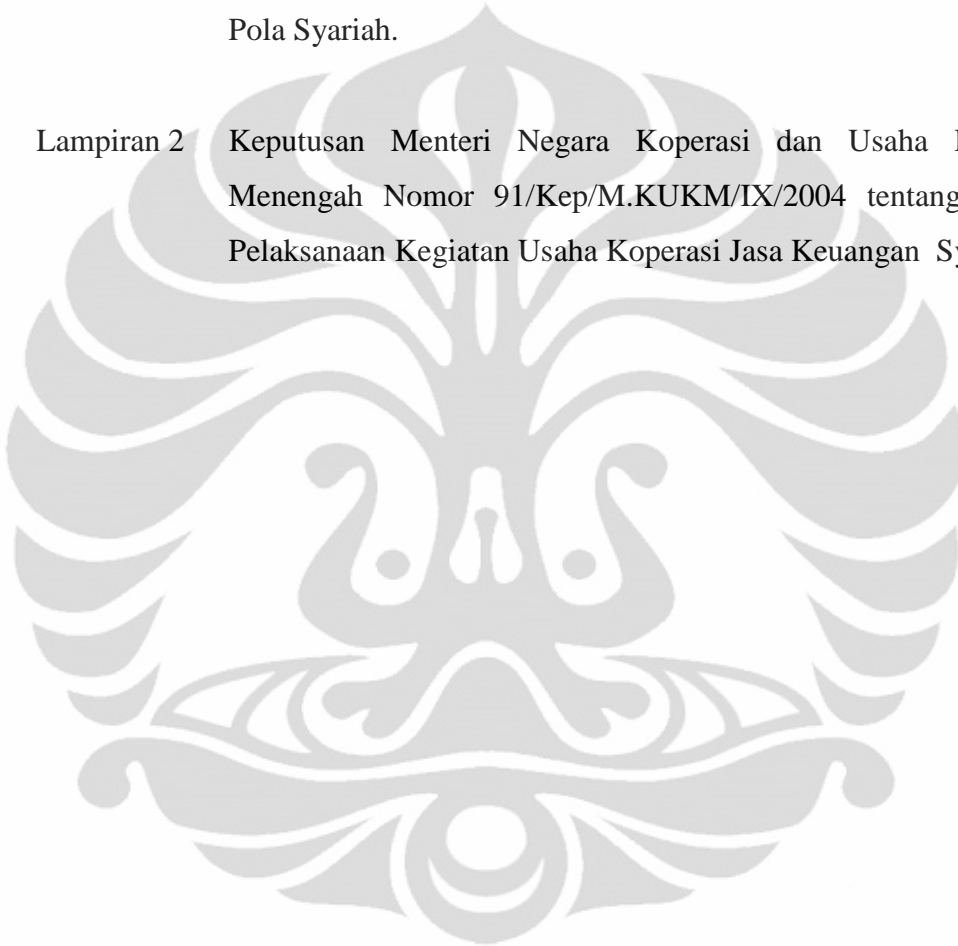 Pola Syariah.
Lampiran 2 Keputusan Menteri Negara Koperasi dan Usaha
Menengah Nomor 91/Kep/M.KUKM/IX/2004 tentang
Pelaksanaan Kegiatan Usaha Koperasi Jasa Keuangan